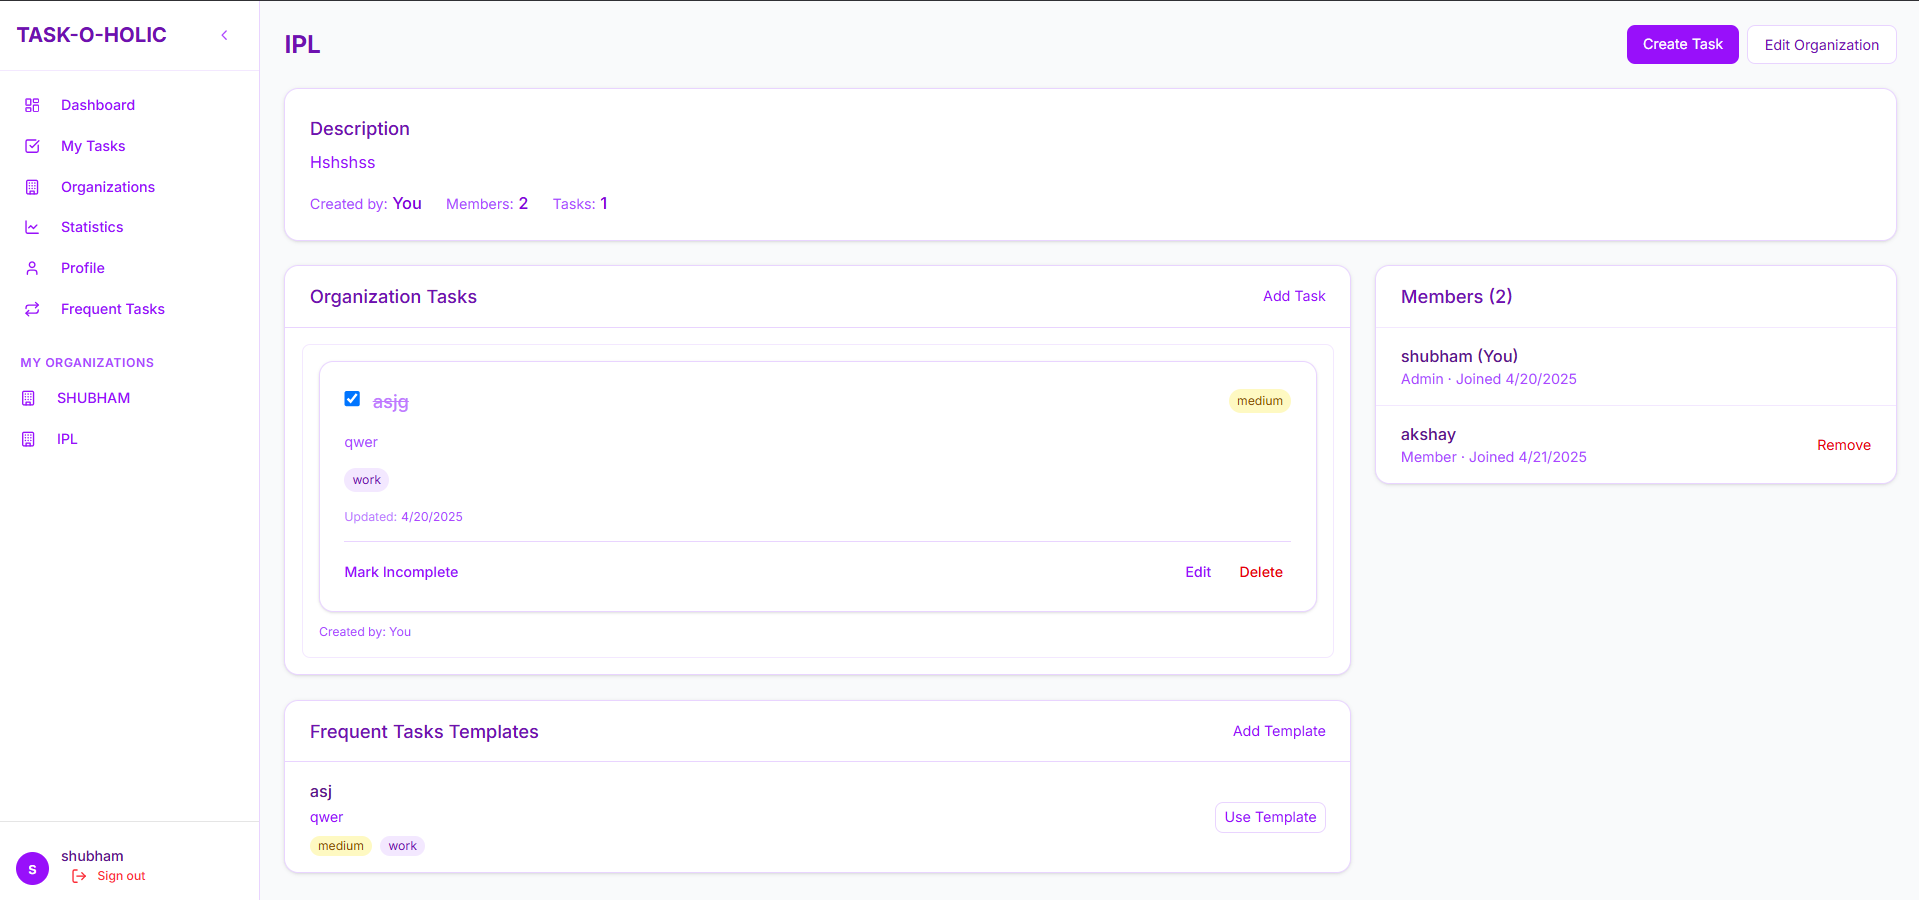 TASK-O-HOLIC
Dashboard
My Tasks
Organizations
Statistics
Profile
Frequent Tasks
MY ORGANIZATIONS
SHUBHAM
IPL
s
shubham
Sign out
IPL
Create Task
Edit Organization
Description
Hshshss
Created by: You Members: 2 Tasks: 1
Organization Tasks
Add Task
asjg
medium
qwer
work
Updated: 4/20/2025
Mark Incomplete
Edit
Delete
Created by: You
Frequent Tasks Templates
Add Template
asj
qwer
medium work
Use Template
Members (2)
shubham (You)
Admin · Joined 4/20/2025
akshay
Member · Joined 4/21/2025
Remove